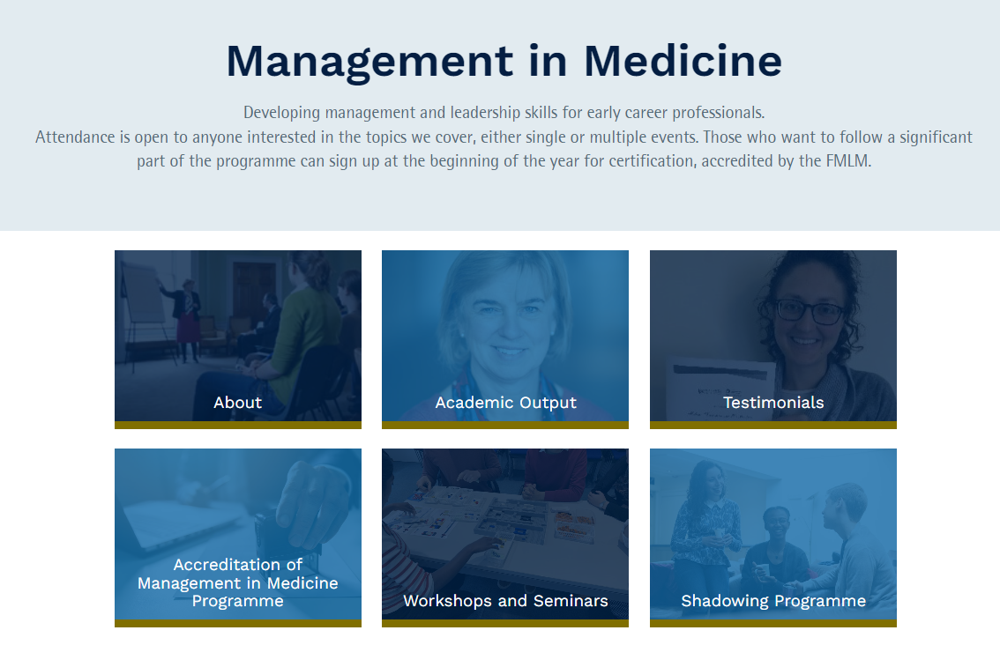 Management in Medicine
Developing management and leadership skills for early career professionals.
Attendance is open to anyone interested in the topics we cover, either single or multiple events. Those who want to follow a significant
part of the programme can sign up at the beginning of the year for certification, accredited by the FMLM.
About
Academic Output
Testimonials
Accreditation of
Management in Medicine
Programme
Workshops and Seminars
Shadowing Programme